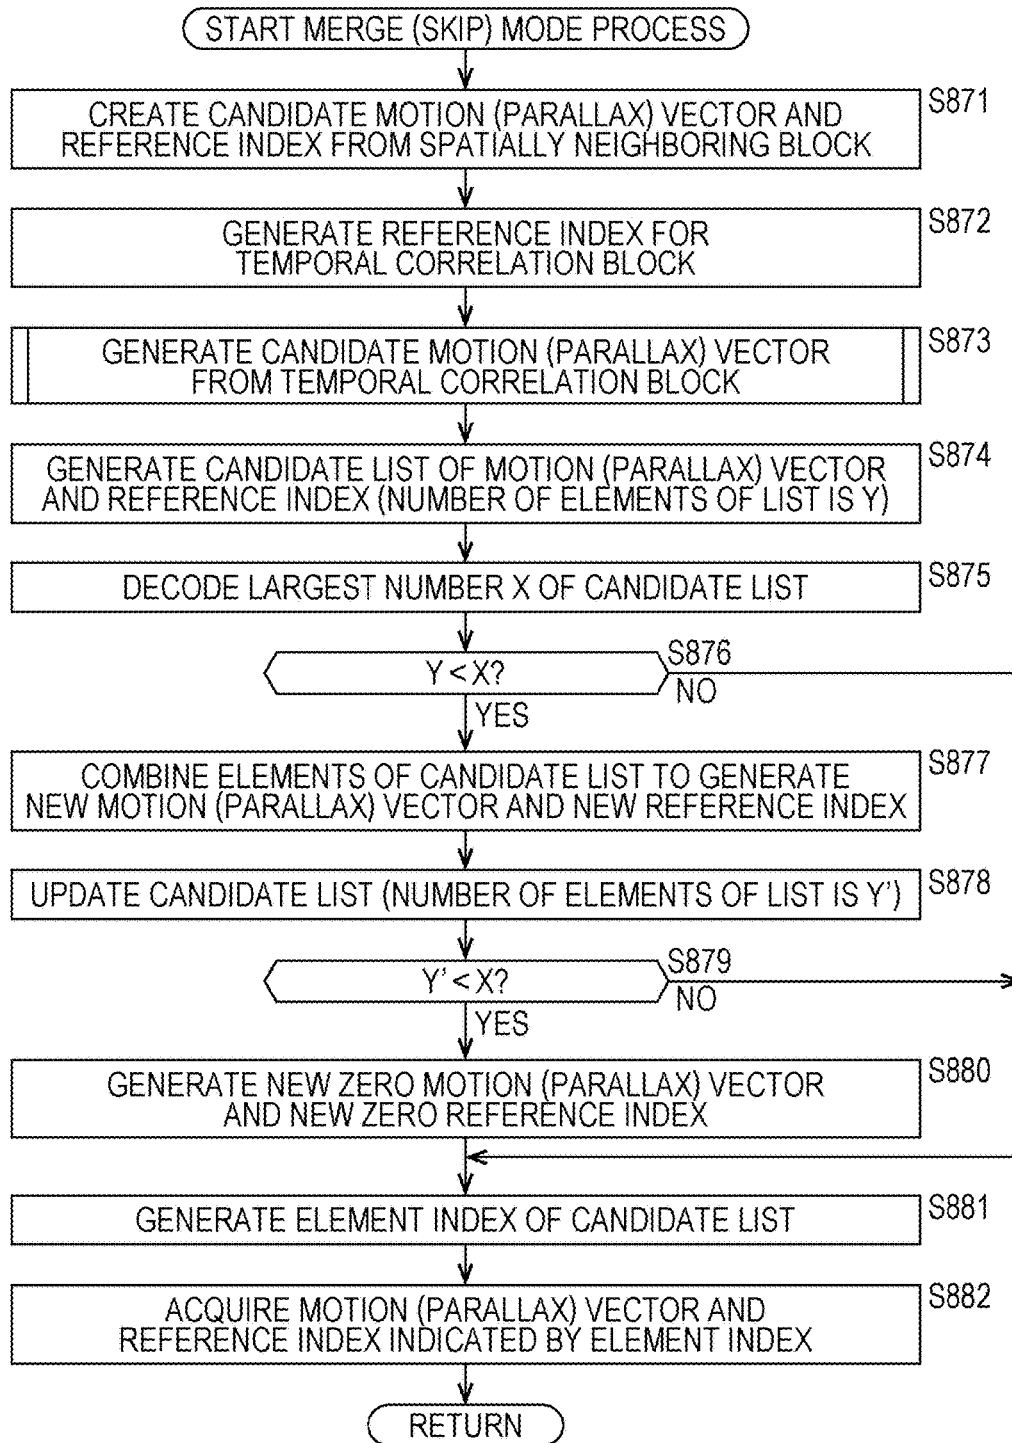 START MERGE (SKIP) MODE PROCESS
CREATE CANDIDATE MOTION (PARALLAX) VECTOR AND
REFERENCE INDEX FROM SPATIALLY NEIGHBORING BLOCK
S871
GENERATE REFERENCE INDEX FOR
TEMPORAL CORRELATION BLOCK
S872
GENERATE CANDIDATE MOTION (PARALLAX) VECTOR
FROM TEMPORAL CORRELATION BLOCK
S873
GENERATE CANDIDATE LIST OF MOTION (PARALLAX) VECTOR
AND REFERENCE INDEX (NUMBER OF ELEMENTS OF LIST IS Y)
S874
DECODE LARGEST NUMBER X OF CANDIDATE LIST
S875
Y < X?
S876
NO
YES
COMBINE ELEMENTS OF CANDIDATE LIST TO GENERATE
NEW MOTION (PARALLAX) VECTOR AND NEW REFERENCE INDEX
S877
UPDATE CANDIDATE LIST (NUMBER OF ELEMENTS OF LIST IS Y')
S878
Y' < X?
S879
NO
YES
GENERATE NEW ZERO MOTION (PARALLAX) VECTOR
AND NEW ZERO REFERENCE INDEX
S880
GENERATE ELEMENT INDEX OF CANDIDATE LIST
S881
ACQUIRE MOTION (PARALLAX) VECTOR AND
REFERENCE INDEX INDICATED BY ELEMENT INDEX
S882
RETURN